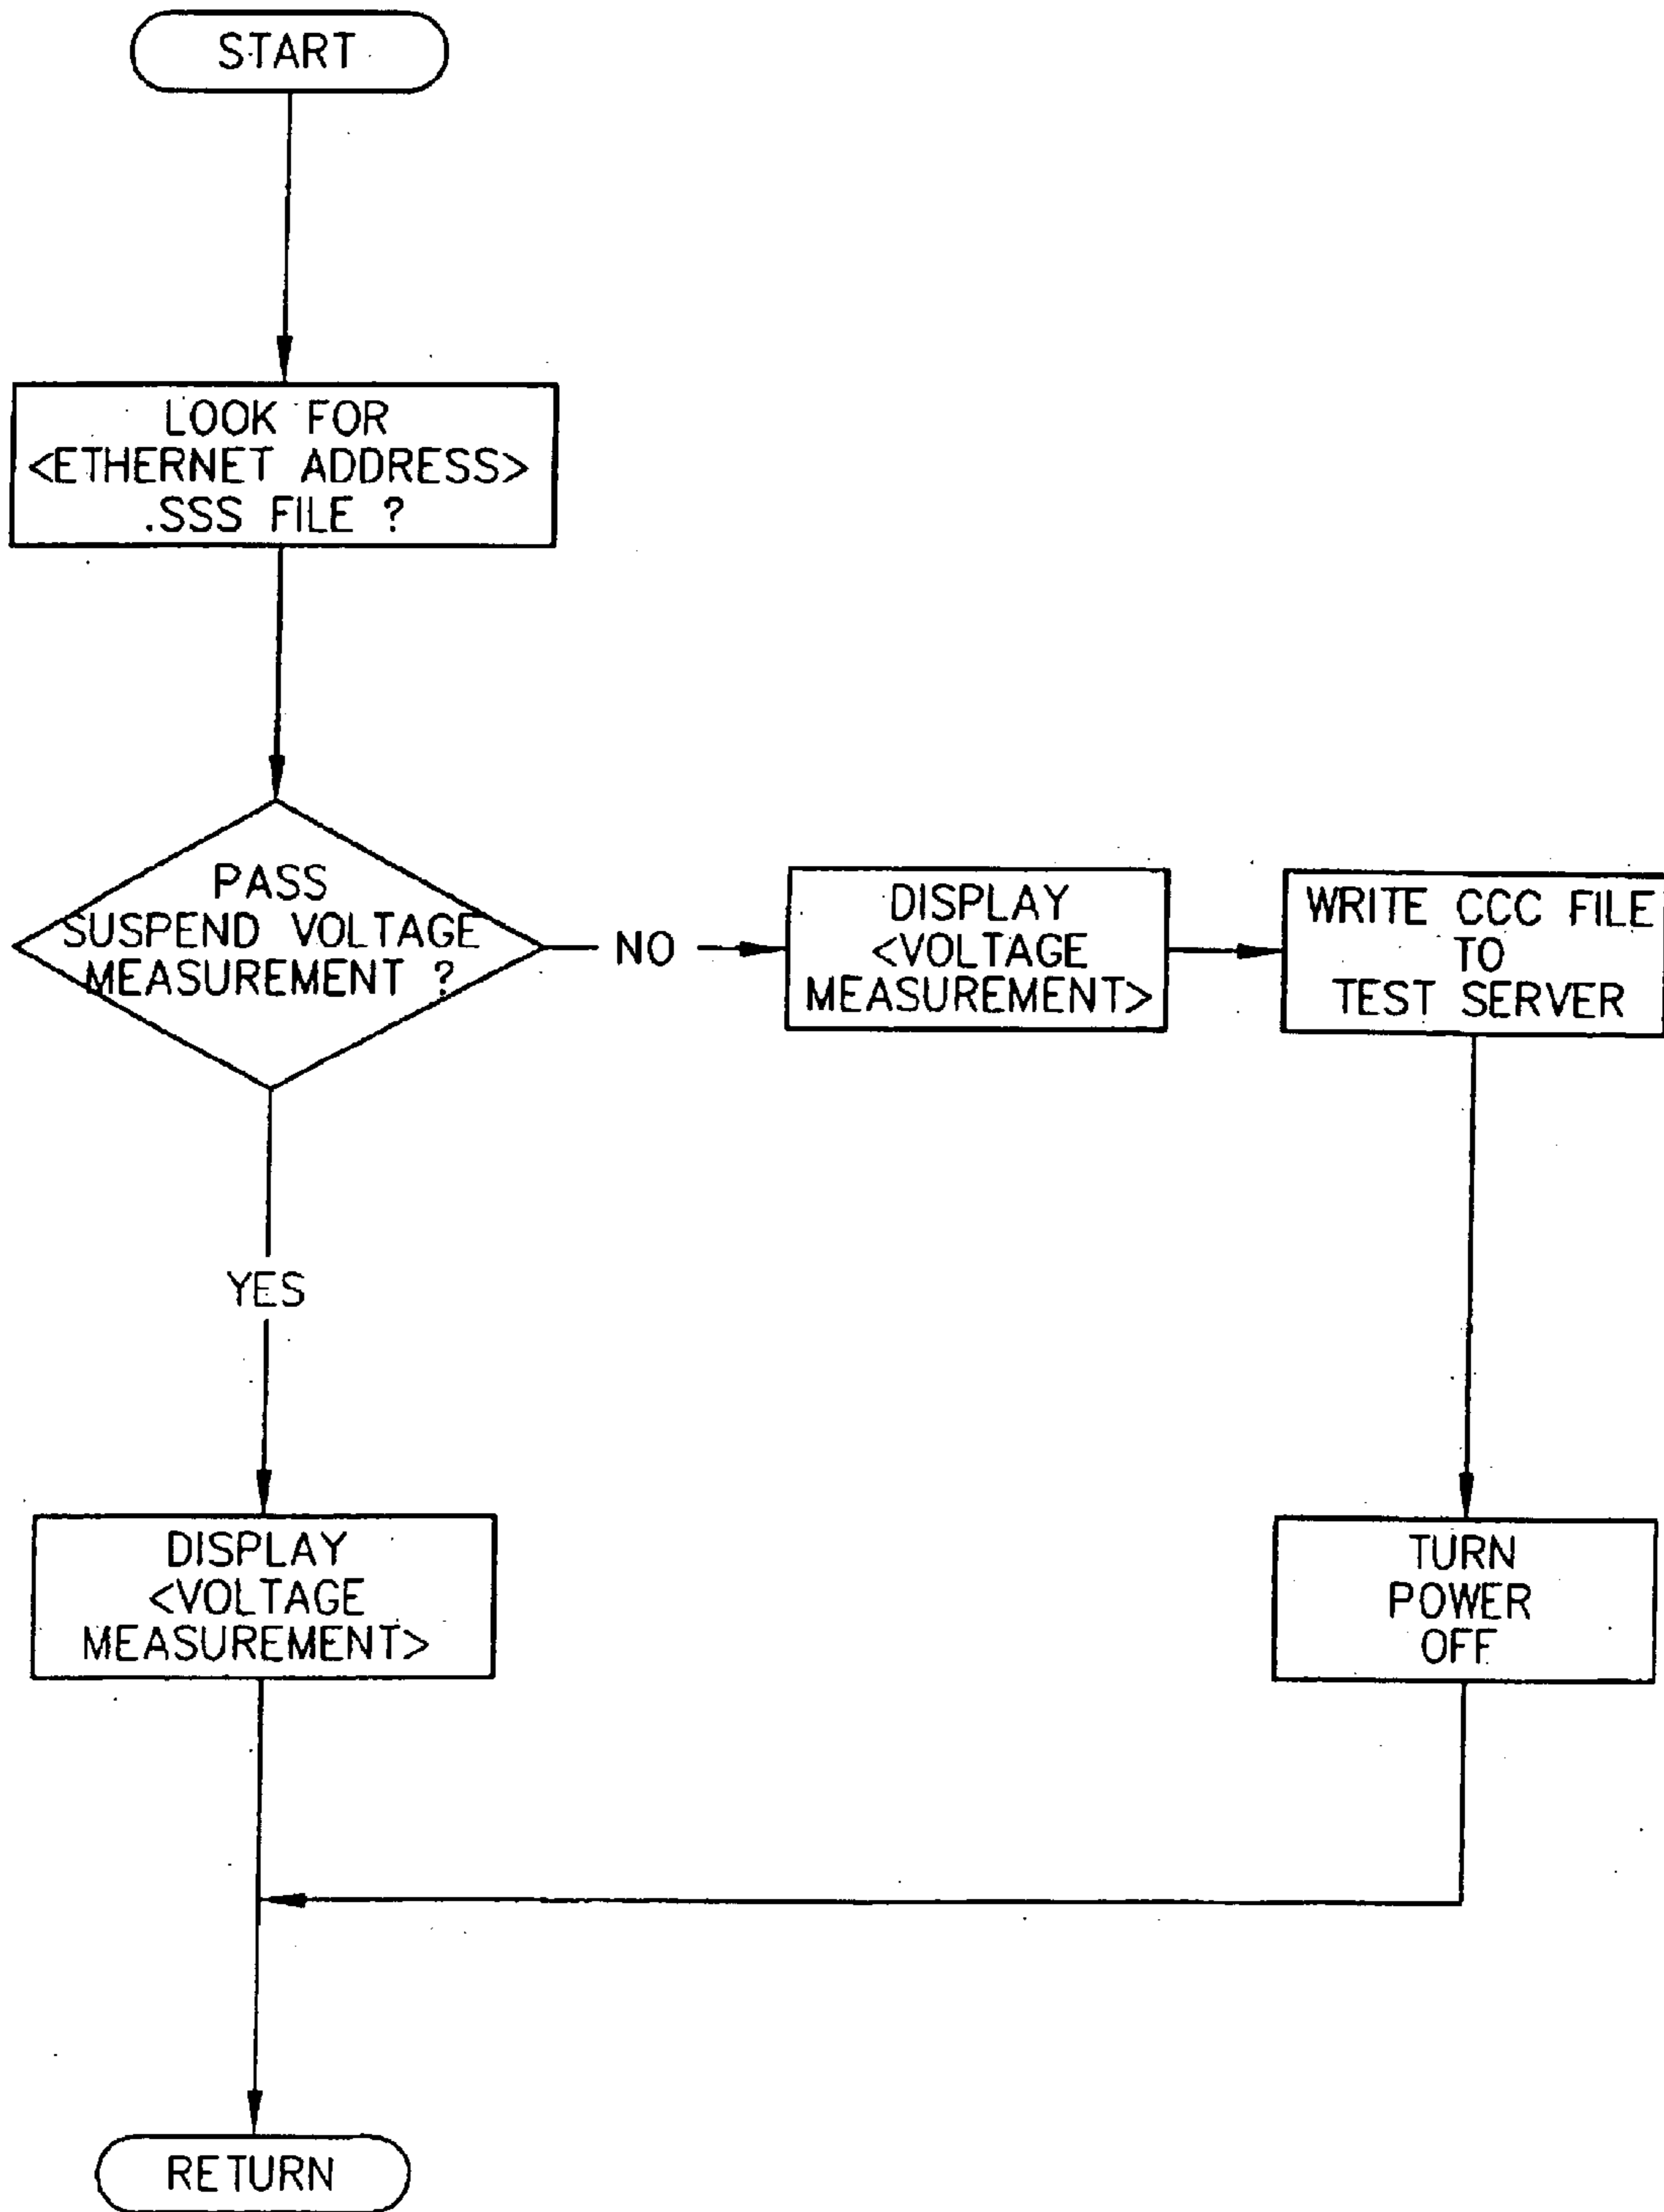 START
LOOK FOR
<ETHERNET ADDRESS>
.SSS FILE ?
PASS
SUSPEND VOLTAGE
MEASUREMENT ?
NO
DISPLAY
<VOLTAGE
MEASUREMENT>
WRITE CCC FILE
TO
TEST SERVER
YES
DISPLAY
<VOLTAGE
MEASUREMENT>
TURN
POWER
OFF
RETURN